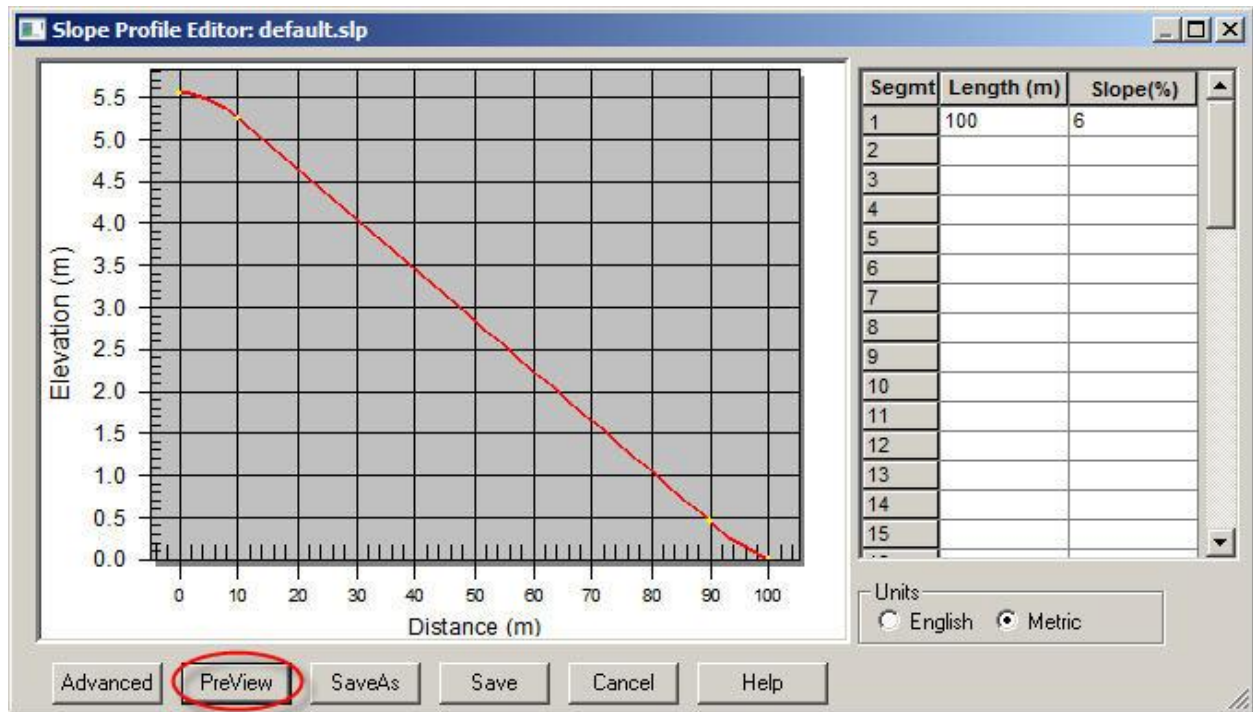 Slope Profile Editor: default.slp
5.5
5.0
4.5
4.0
3.5
3.0
2.5
2.0
1.5
1.0
0.5
0.0
Elevation (m)
0 10 20 30 40 50 60 70 80 90 100
Distance (m)
Segmt Length (m) Slope(%)
1 100 6
2
3
4
5
6
7
8
9
10
11
12
13
14
15
Units
English Metric
Advanced PreView SaveAs Save Cancel Help